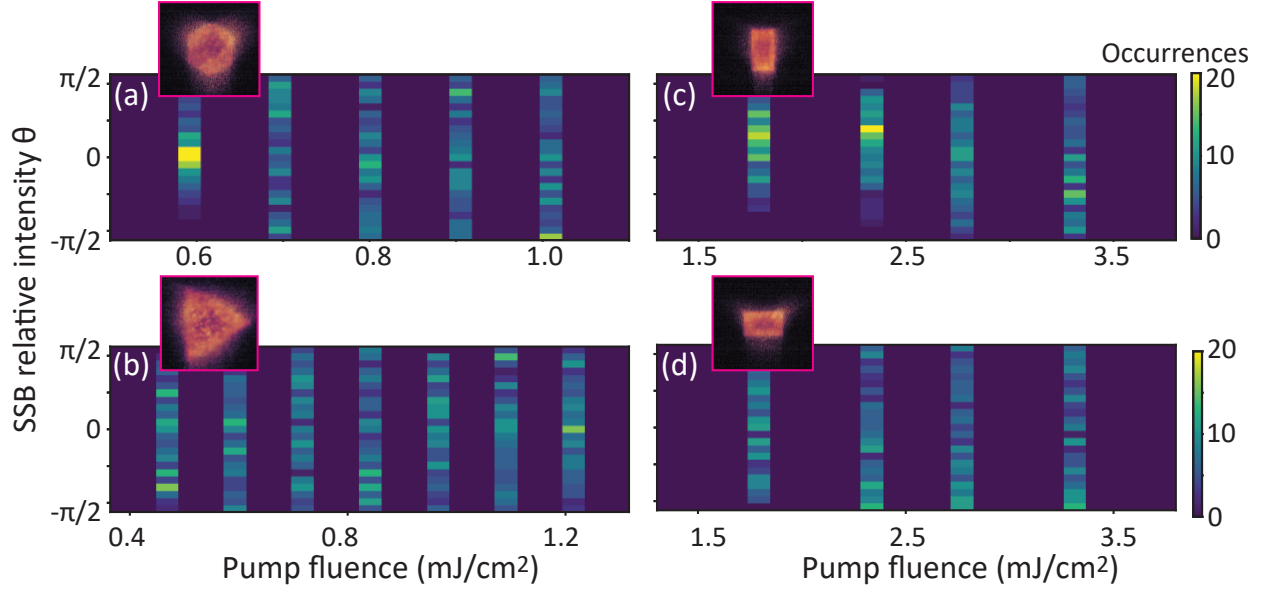 Occurrences
π/2
(a)
(c)
20
0
10
-π/2
0
0.6
0.8
1.0
1.5
2.5
3.5
SSB relative intensity θ
π/2
(b)
(d)
20
0
10
-π/2
0
0.4
0.8
1.2
1.5
2.5
3.5
Pump fluence (mJ/cm²)
Pump fluence (mJ/cm²)